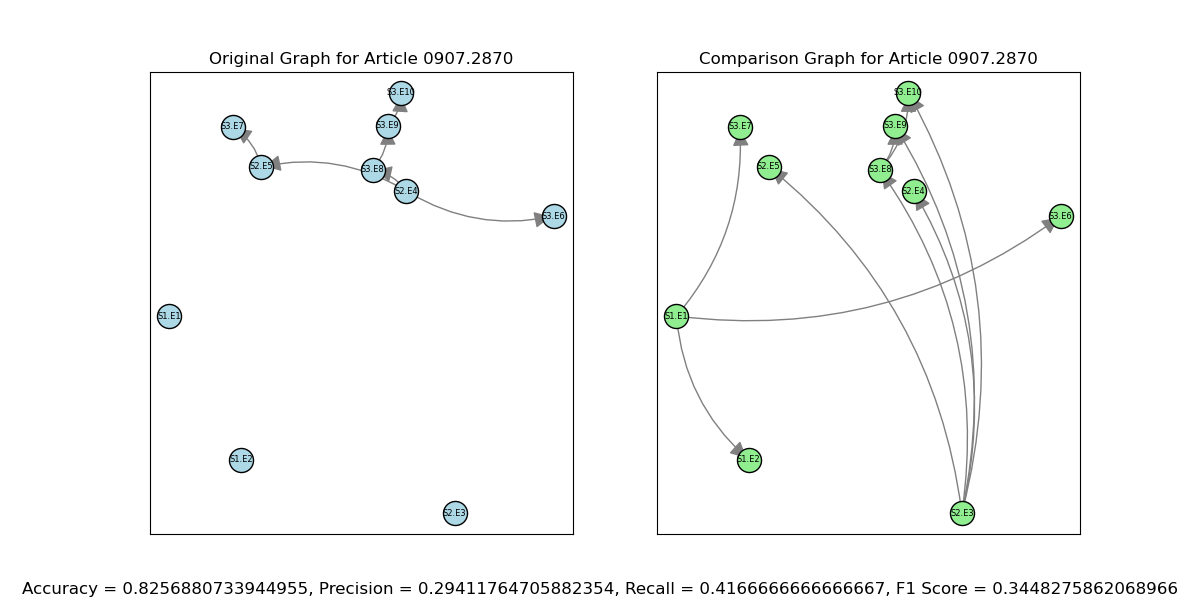 Original Graph for Article 0907.2870
S3.E10
S3.E9
S3.E7
S2.E5
S3.E8
S2.E4
S3.E6
S1.E1
S1.E2
S2.E3
Comparison Graph for Article 0907.2870
S3.E10
S3.E9
S3.E7
S2.E5
S3.E8
S2.E4
S3.E6
S1.E1
S1.E2
S2.E3
Accuracy = 0.8256880733944955, Precision = 0.29411764705882354, Recall = 0.4166666666666667, F1 Score = 0.3448275862068966